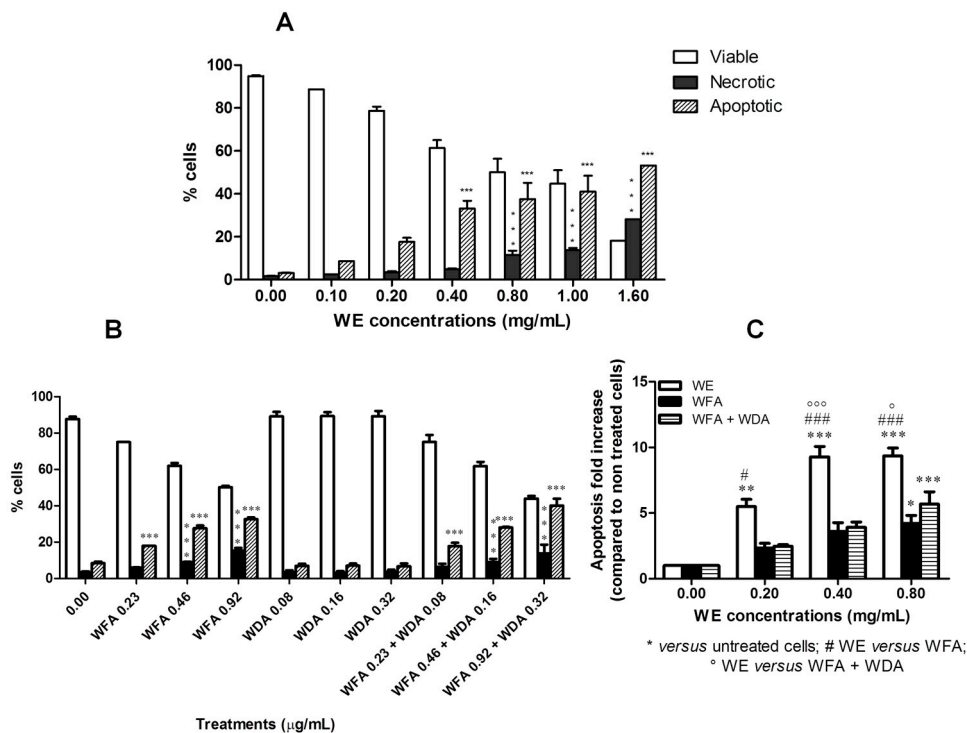 A
Viable
Necrotic
Apoptotic
% cells
100
80
60
40
20
0
***
***
***
***
***
***
***
0.00 0.10 0.20 0.40 0.80 1.00 1.60
WE concentrations (mg/mL)
B
% cells
100
80
60
40
20
0
***
***
***
***
***
***
***
***
***
***
0.00
WFA 0.23
WFA 0.46
WFA 0.92
WDA 0.08
WDA 0.16
WDA 0.32
WFA 0.23 + WDA 0.08
WFA 0.46 + WDA 0.16
WFA 0.92 + WDA 0.32
Treatments (μg/mL)
C
Apoptosis fold increase
(compared to non treated cells)
15
10
5
0
WE
WFA
WFA + WDA
#
**
°°°
###
***
°
###
***
*
***
0.00 0.20 0.40 0.80
WE concentrations (mg/mL)
* versus untreated cells; # WE versus WFA;
° WE versus WFA + WDA